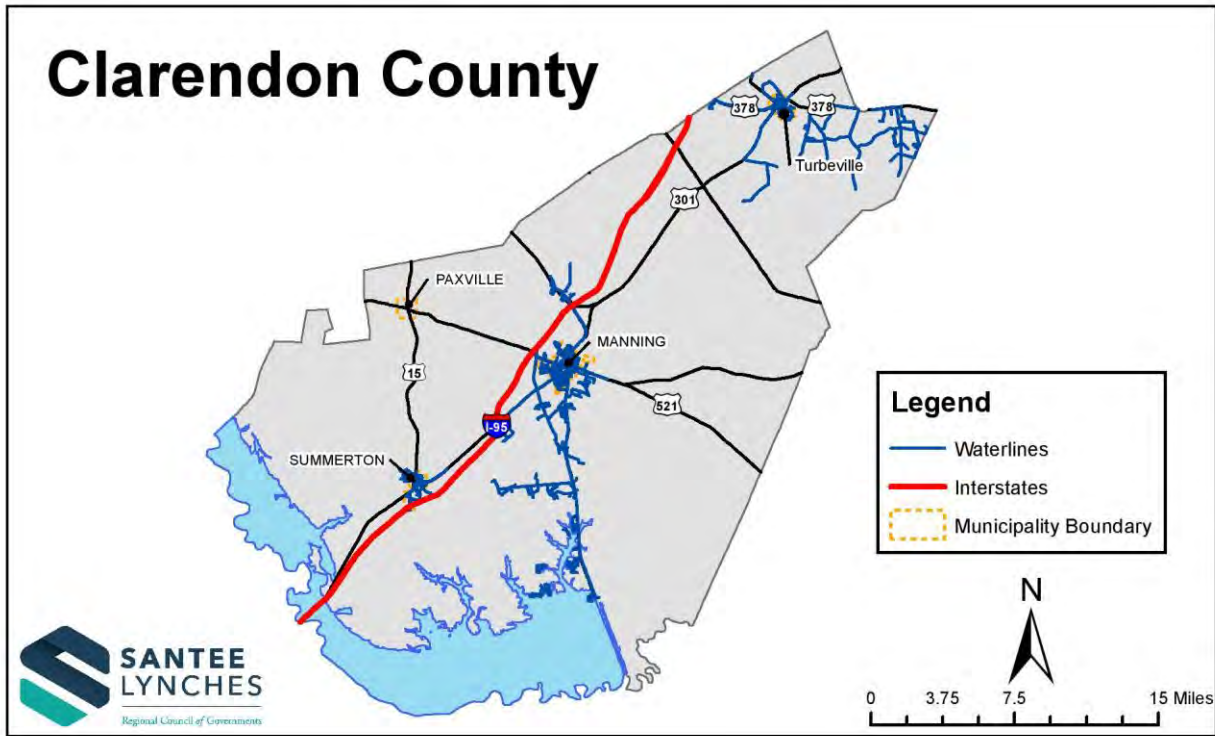 Clarendon County
378
378
Turbeville
301
PAXVILLE
MANNING
15
521
I-95
SUMMERTON
Legend
Waterlines
Interstates
Municipality Boundary
N
SANTEE
LYNCHES
Regional Council of Governments
0 3.75 7.5 15 Miles